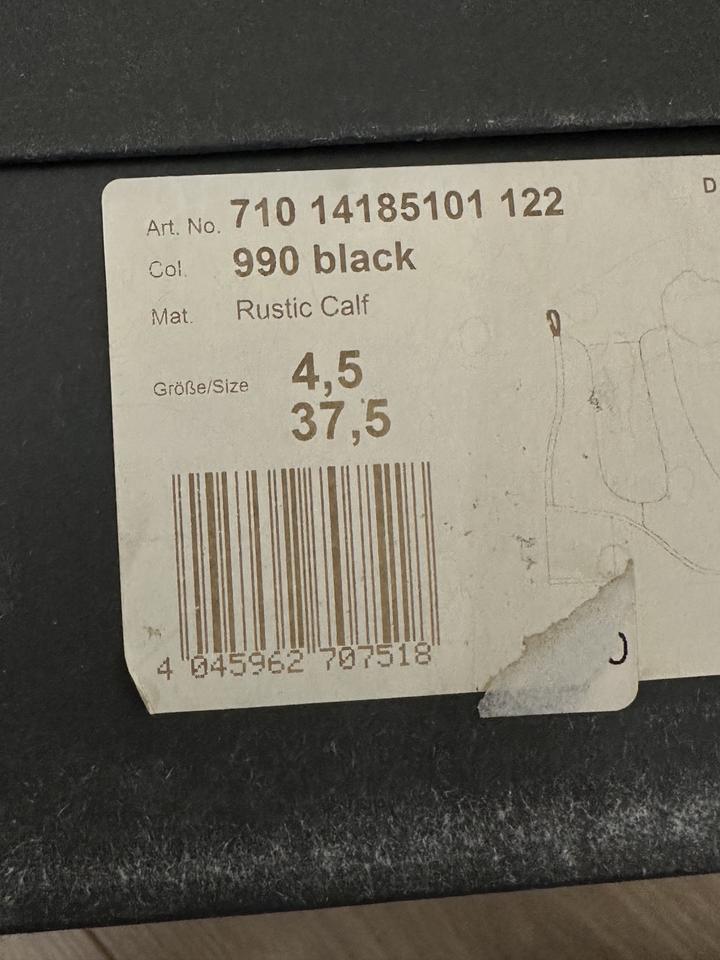 Art. No. 710 14185101 122
Col. 990 black
Mat. Rustic Calf
Größe/Size 4,5
37,5
4 045962 707518
D